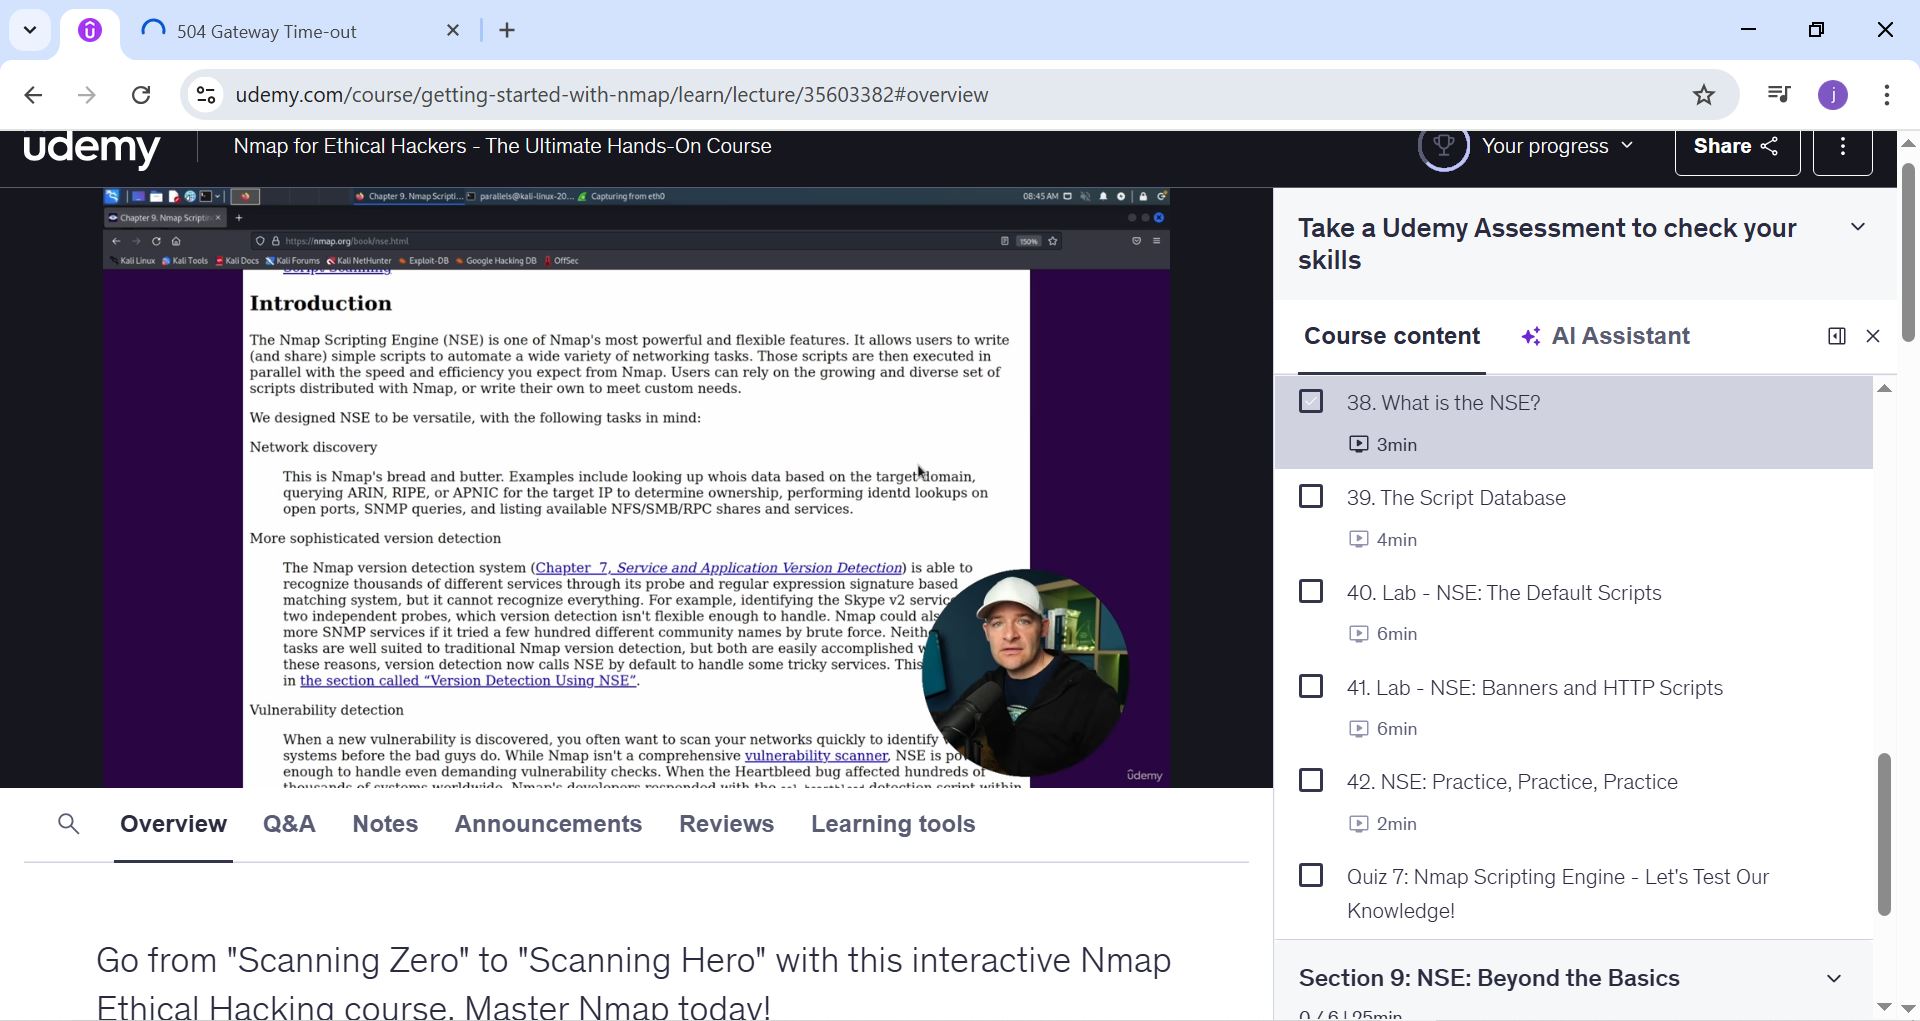 504 Gateway Time-out
udemy.com/course/getting-started-with-nmap/learn/lecture/35603382#overview
j
udemy
Nmap for Ethical Hackers - The Ultimate Hands-On Course
Your progress
Share
Chapter 9. Nmap Scripti...
parallels@kali-linux-20...
Capturing from eth0
08:45 AM
Chapter 9. Nmap Scriptin
https://nmap.org/book/nse.html
150%
Kali Linux
Kali Tools
Kali Docs
Kali Forums
Kali NetHunter
Exploit-DB
Google Hacking DB
OffSec
Script Scanning
Introduction
The Nmap Scripting Engine (NSE) is one of Nmap's most powerful and flexible features. It allows users to write
(and share) simple scripts to automate a wide variety of networking tasks. Those scripts are then executed in
parallel with the speed and efficiency you expect from Nmap. Users can rely on the growing and diverse set of
scripts distributed with Nmap, or write their own to meet custom needs.
We designed NSE to be versatile, with the following tasks in mind:
Network discovery
This is Nmap's bread and butter. Examples include looking up whois data based on the target domain,
querying ARIN, RIPE, or APNIC for the target IP to determine ownership, performing identd lookups on
open ports, SNMP queries, and listing available NFS/SMB/RPC shares and services.
More sophisticated version detection
The Nmap version detection system (Chapter 7, Service and Application Version Detection) is able to
recognize thousands of different services through its probe and regular expression signature based
matching system, but it cannot recognize everything. For example, identifying the Skype v2 servic
two independent probes, which version detection isn't flexible enough to handle. Nmap could als
more SNMP services if it tried a few hundred different community names by brute force. Neith
tasks are well suited to traditional Nmap version detection, but both are easily accomplished w
these reasons, version detection now calls NSE by default to handle some tricky services. This
in the section called “Version Detection Using NSE”.
Vulnerability detection
When a new vulnerability is discovered, you often want to scan your networks quickly to identify v
systems before the bad guys do. While Nmap isn't a comprehensive vulnerability scanner, NSE is po
enough to handle even demanding vulnerability checks. When the Heartbleed bug affected hundreds of
thousands of systems worldwide, Nmap's developers responded with the ssl-heartbleed detection script within
ûdemy
Take a Udemy Assessment to check your
skills
Course content
AI Assistant
38. What is the NSE?
3min
39. The Script Database
4min
40. Lab - NSE: The Default Scripts
6min
41. Lab - NSE: Banners and HTTP Scripts
6min
42. NSE: Practice, Practice, Practice
2min
Quiz 7: Nmap Scripting Engine - Let's Test Our
Knowledge!
Section 9: NSE: Beyond the Basics
0 / 6 | 25min
Overview
Q&A
Notes
Announcements
Reviews
Learning tools
Go from "Scanning Zero" to "Scanning Hero" with this interactive Nmap
Ethical Hacking course. Master Nmap today!